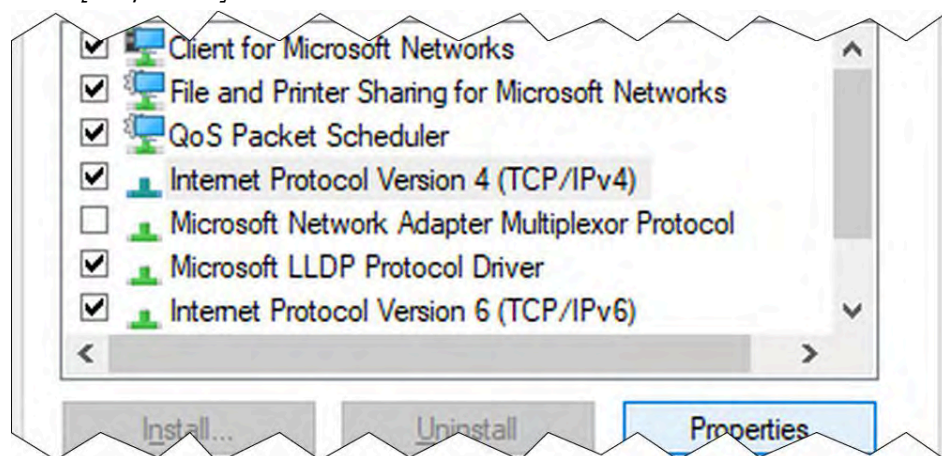 Client for Microsoft Networks
File and Printer Sharing for Microsoft Networks
QoS Packet Scheduler
Internet Protocol Version 4 (TCP/IPv4)
Microsoft Network Adapter Multiplexor Protocol
Microsoft LLDP Protocol Driver
Internet Protocol Version 6 (TCP/IPv6)
Install... Uninstall Properties